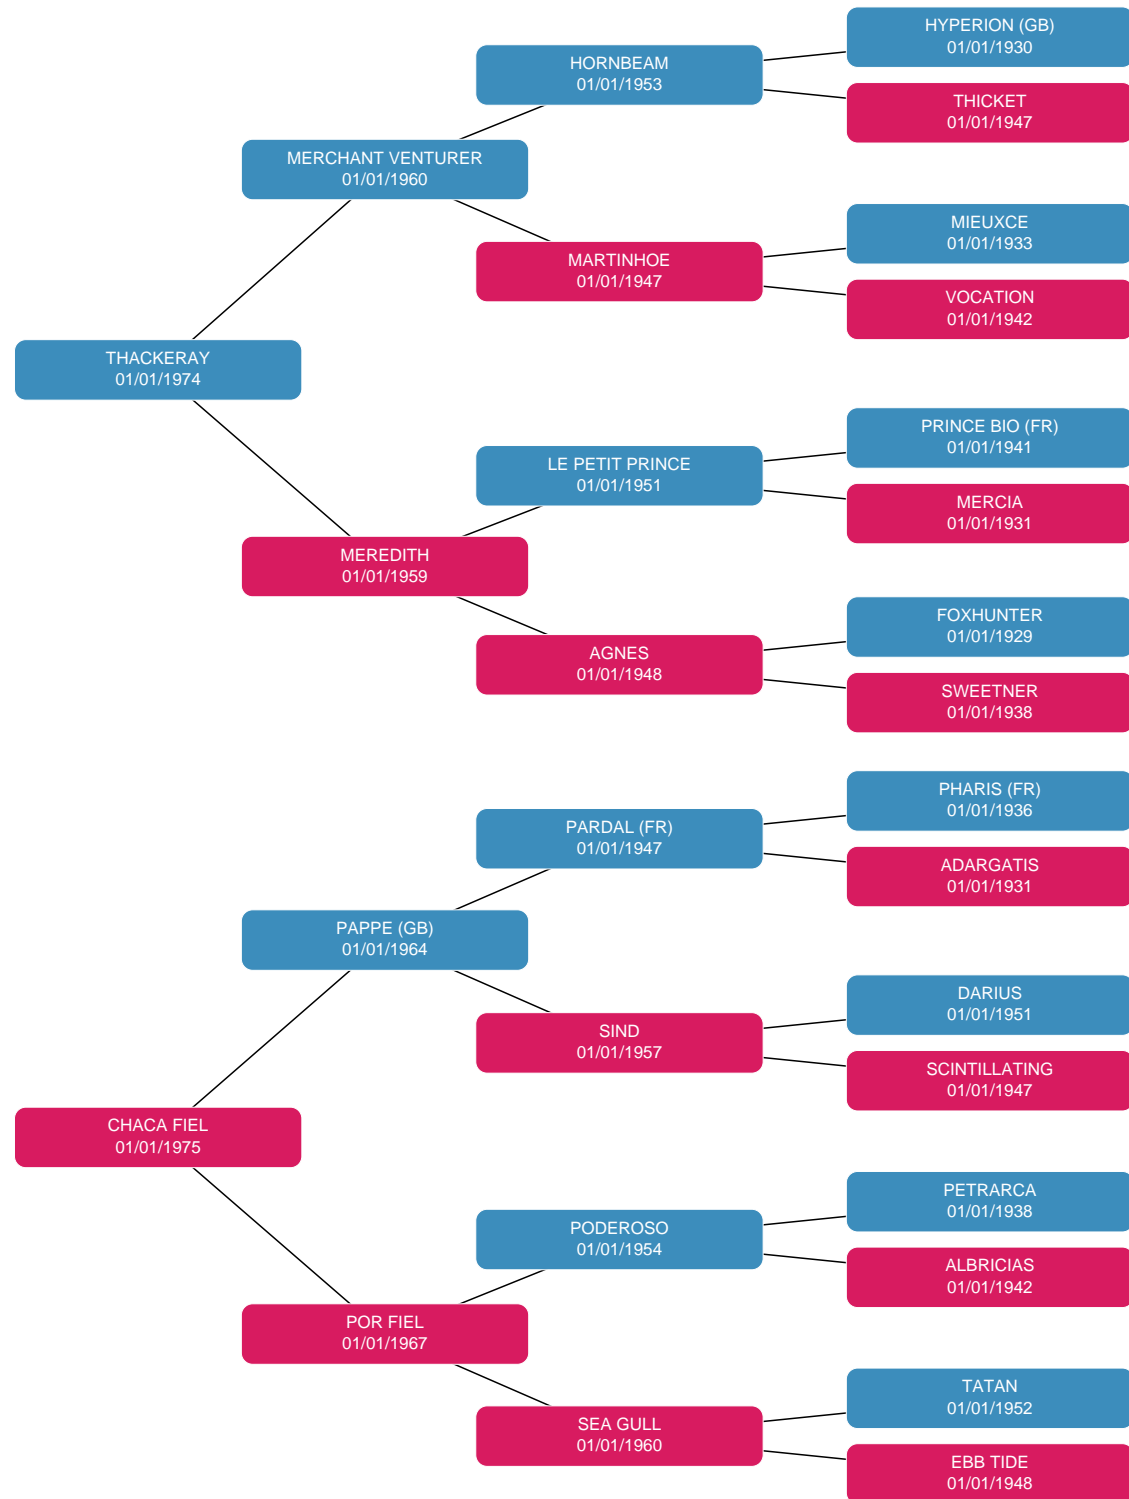 HYPERION (GB)
01/01/1930
HORNBEAM
01/01/1953
THICKET
01/01/1947
MERCHANT VENTURER
01/01/1960
MIEUXCE
01/01/1933
MARTINHOE
01/01/1947
VOCATION
01/01/1942
THACKERAY
01/01/1974
PRINCE BIO (FR)
01/01/1941
LE PETIT PRINCE
01/01/1951
MERCIA
01/01/1931
MEREDITH
01/01/1959
FOXHUNTER
01/01/1929
AGNES
01/01/1948
SWEETNER
01/01/1938
PHARIS (FR)
01/01/1936
PARDAL (FR)
01/01/1947
ADARGATIS
01/01/1931
PAPPE (GB)
01/01/1964
DARIUS
01/01/1951
SIND
01/01/1957
SCINTILLATING
01/01/1947
CHACA FIEL
01/01/1975
PETRARCA
01/01/1938
PODEROSO
01/01/1954
ALBRICIAS
01/01/1942
POR FIEL
01/01/1967
TATAN
01/01/1952
SEA GULL
01/01/1960
EBB TIDE
01/01/1948